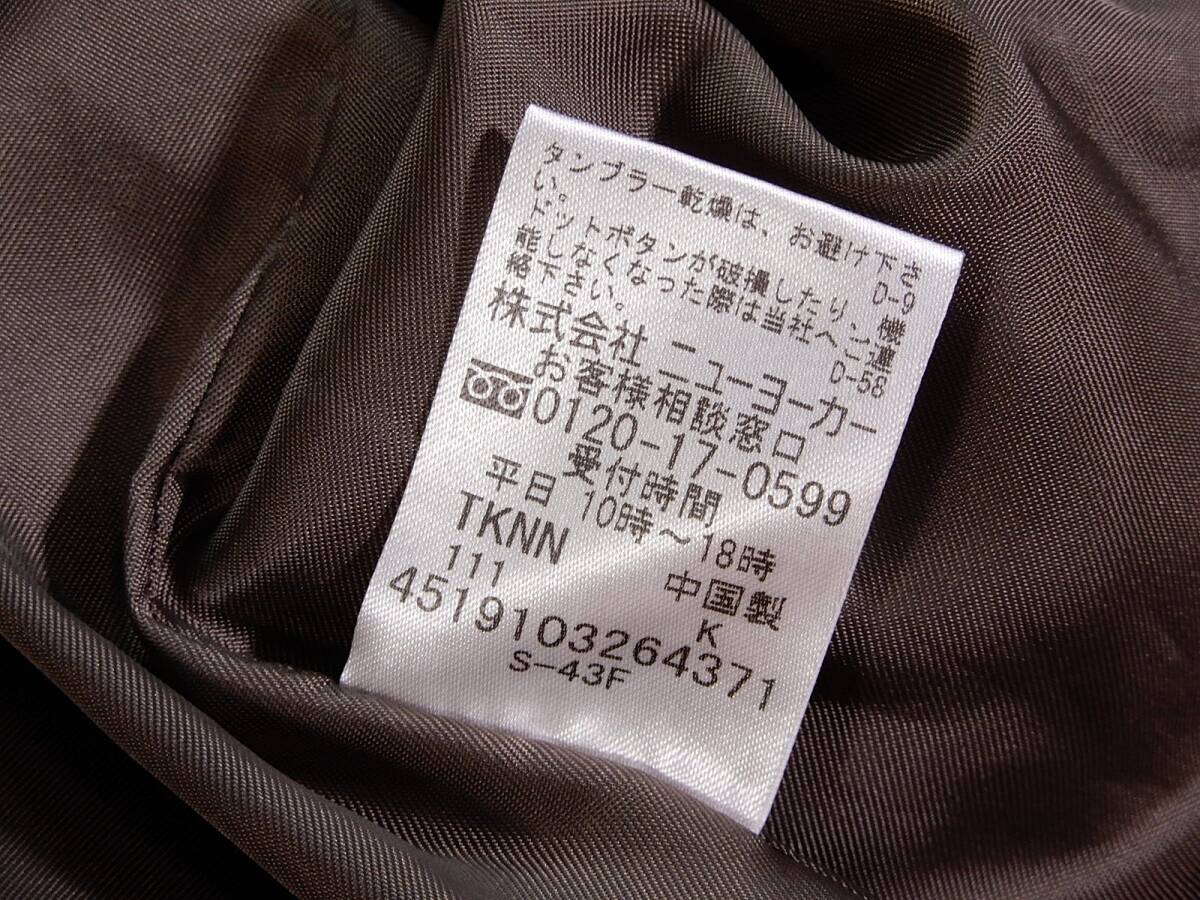 タンブラー乾燥は、お避け下さ
い。 D-9
ドットボタンが破損したり、機
能しなくなった際は当社へご連
絡下さい。 D-58
株式会社 ニューヨーカー
お客様相談窓口
0120-17-0599
受付時間
平日 10時～18時
TKNN 中国製
111 K
4519103264371
S-43F